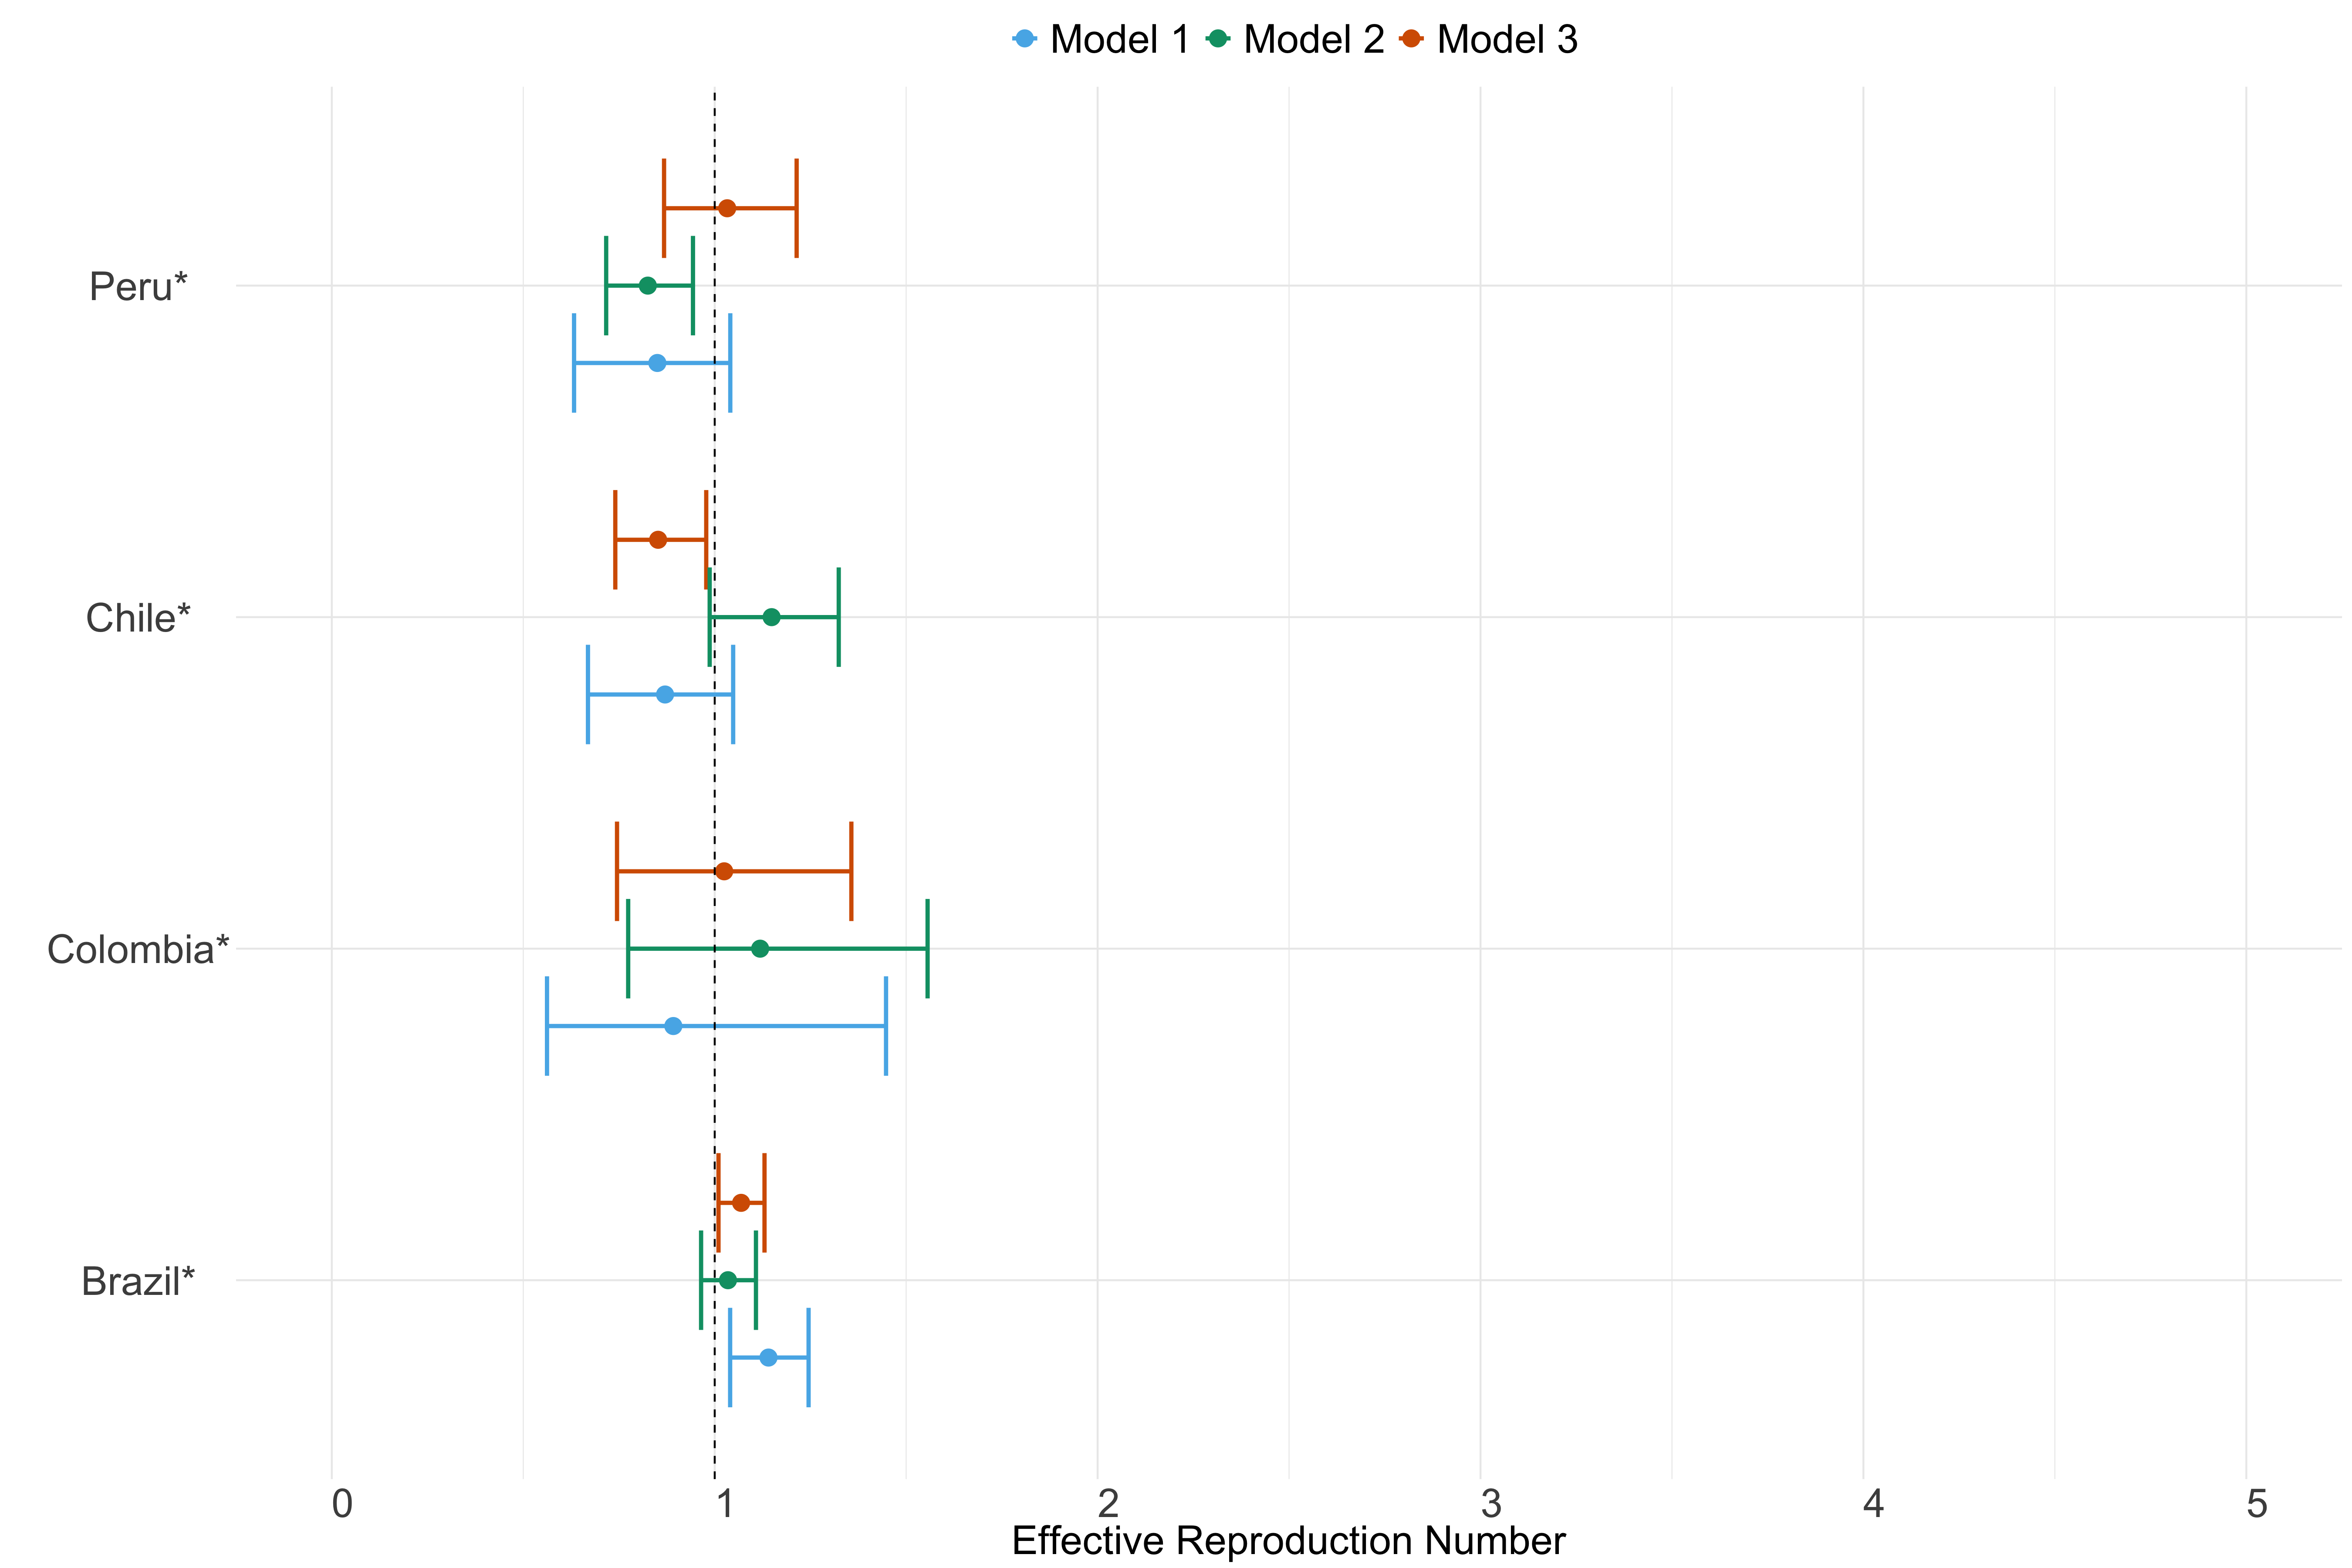 Model 1 Model 2 Model 3
Peru*
Chile*
Colombia*
Brazil*
0 1 2 3 4 5
Effective Reproduction Number